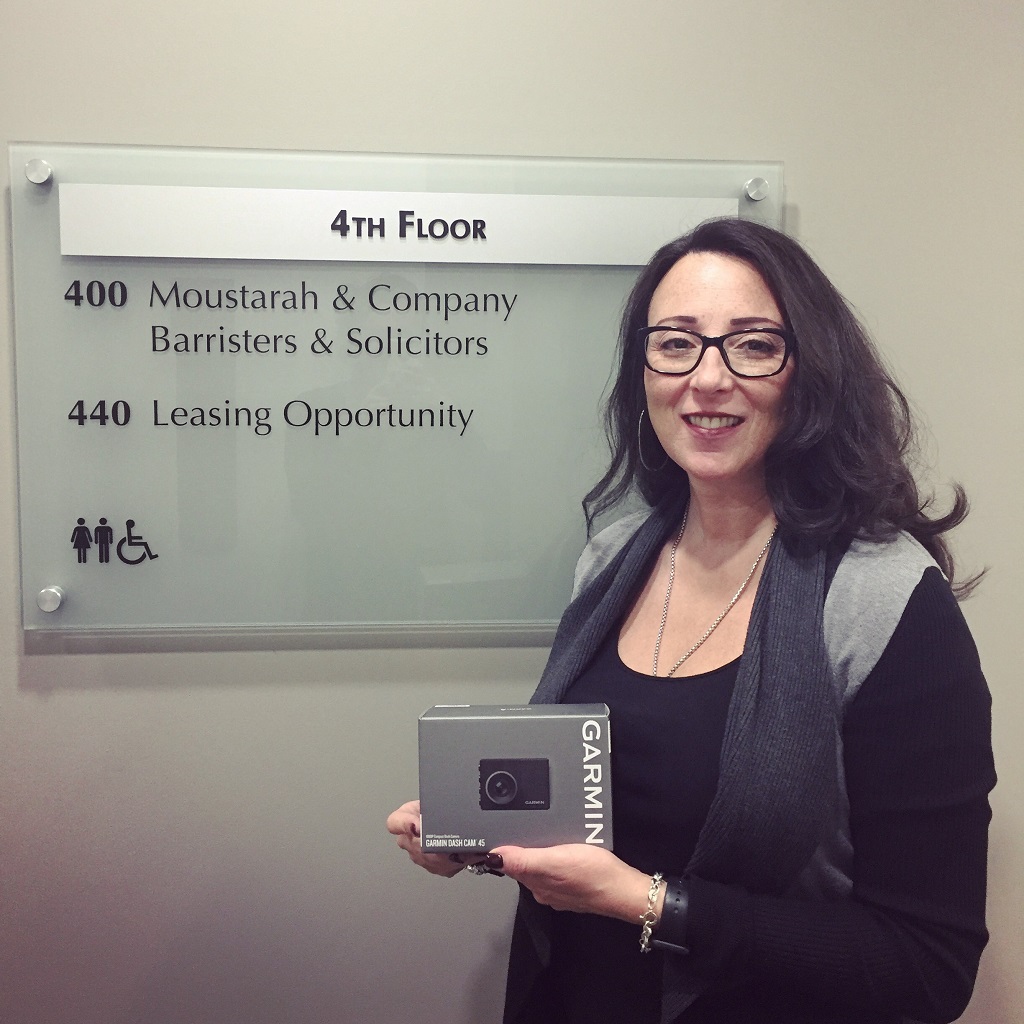 4TH FLOOR
400 Moustarah & Company
Barristers & Solicitors
440 Leasing Opportunity
GARMIN
GARMIN
GARMIN DASH CAM 45